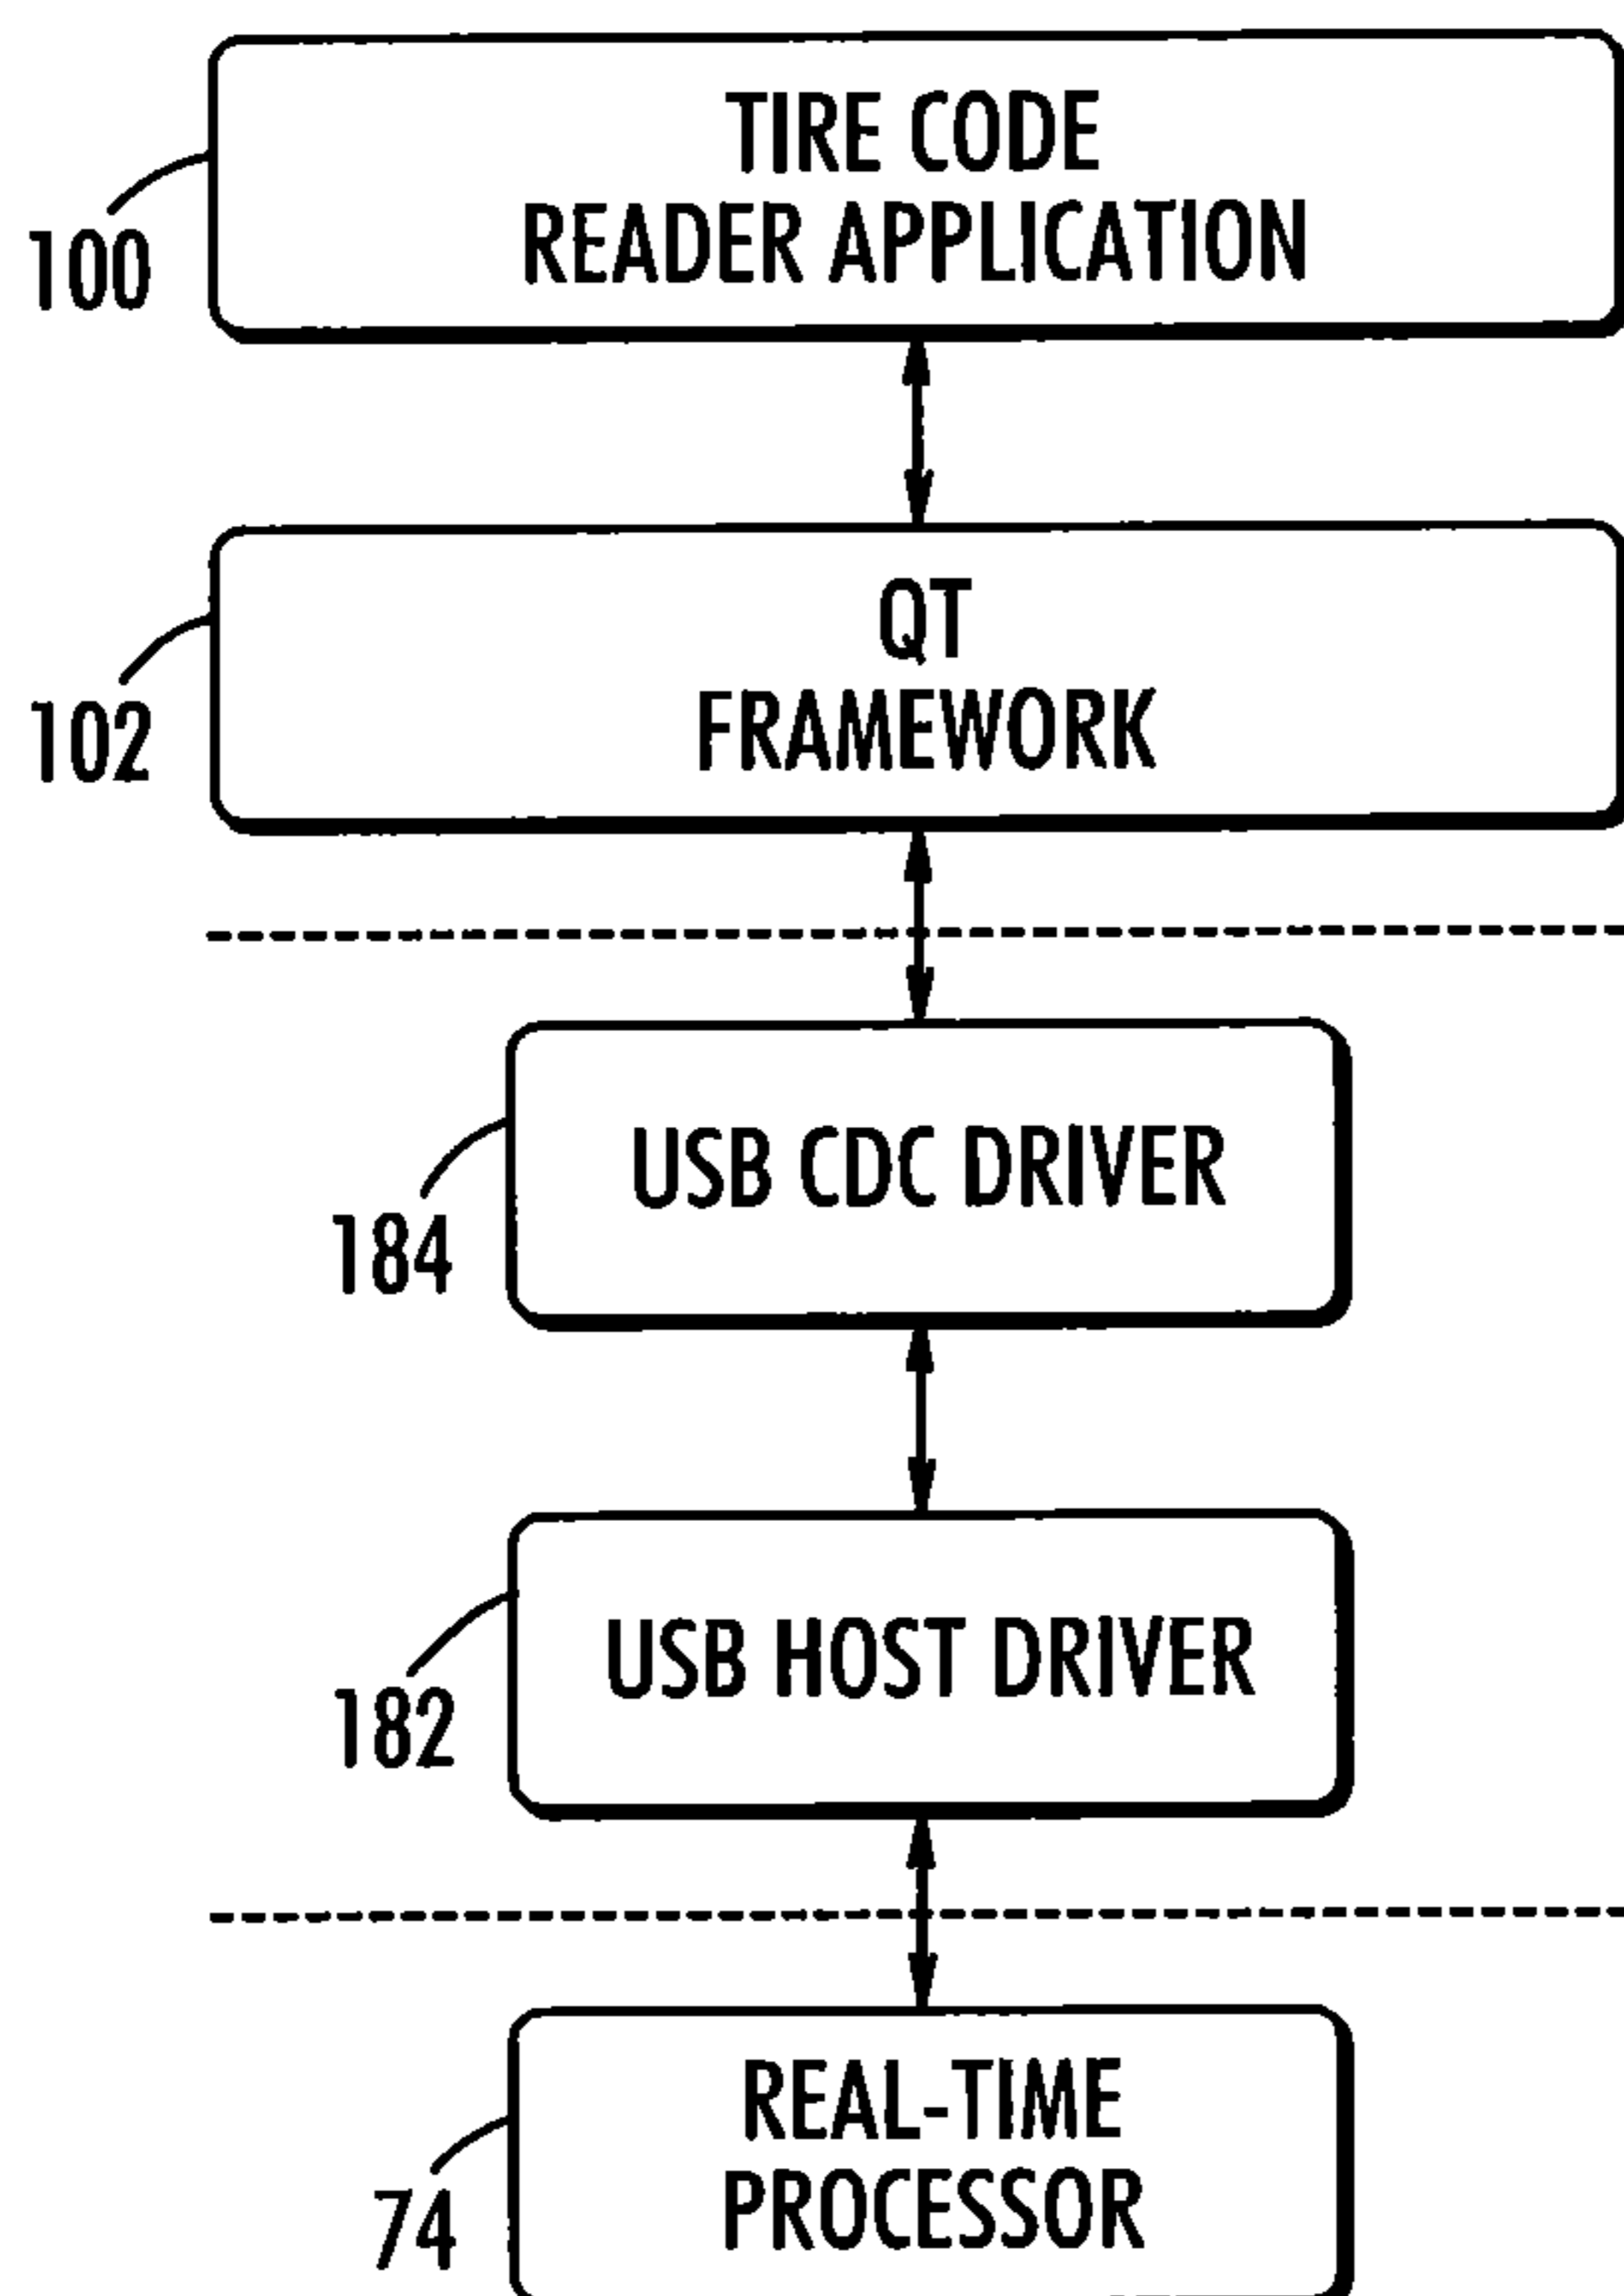 TIRE CODE
READER APPLICATION
100
QT
FRAMEWORK
102
USB CDC DRIVER
184
USB HOST DRIVER
182
REAL-TIME
PROCESSOR
74